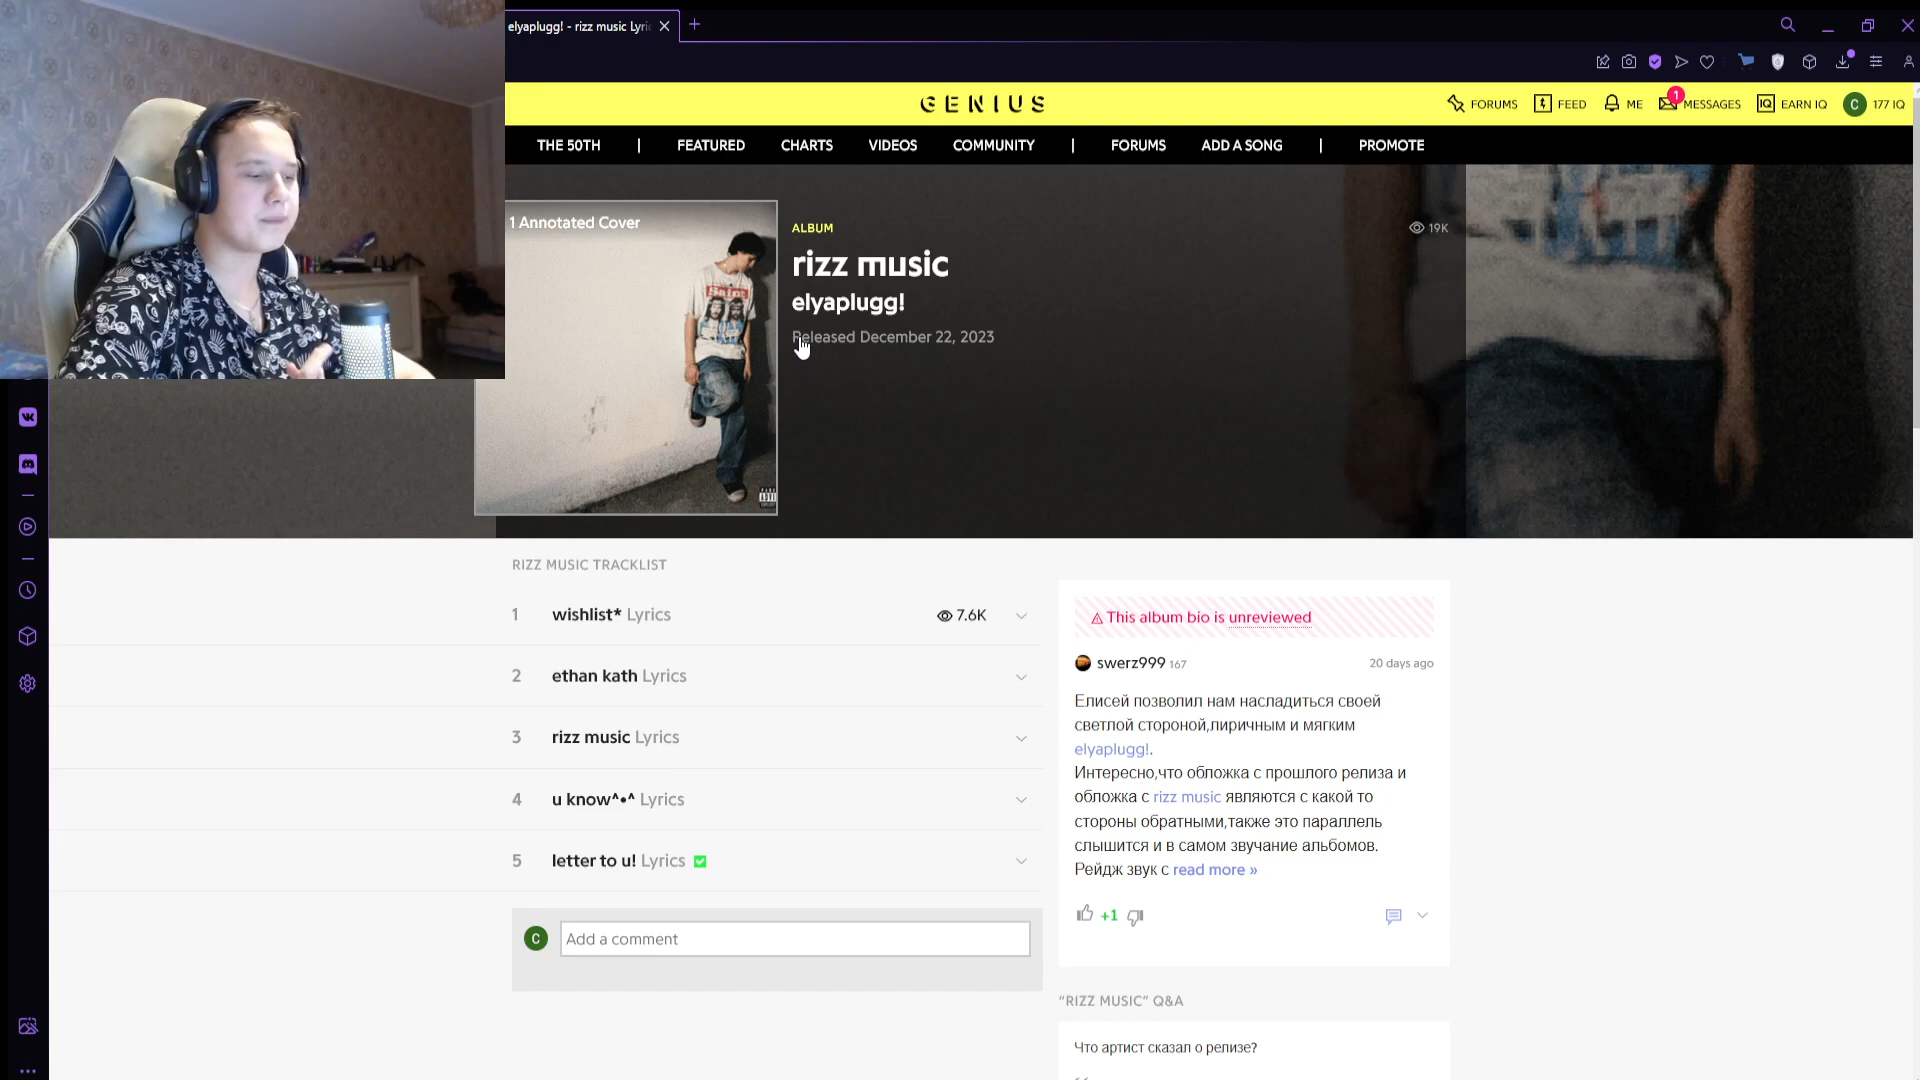 elyaplugg! - rizz music Lyri
GENIUS
FORUMS
FEED
ME
1
MESSAGES
IQ
EARN IQ
C
177 IQ
THE 50TH | FEATURED CHARTS VIDEOS COMMUNITY | FORUMS ADD A SONG | PROMOTE
1 Annotated Cover
Saint
ALBUM
19K
rizz music
elyaplugg!
Released December 22, 2023
RIZZ MUSIC TRACKLIST
1 wishlist* Lyrics 7.6K
2 ethan kath Lyrics
3 rizz music Lyrics
4 u know^•^ Lyrics
5 letter to u! Lyrics
C
Add a comment
This album bio is unreviewed
swerz999 167
20 days ago
Елисей позволил нам насладиться своей
светлой стороной,лиричным и мягким
elyaplugg!.
Интересно,что обложка с прошлого релиза и
обложка с rizz music являются с какой то
стороны обратными,также это параллель
слышится и в самом звучание альбомов.
Рейдж звук с read more »
+1
"RIZZ MUSIC" Q&A
Что артист сказал о релизе?